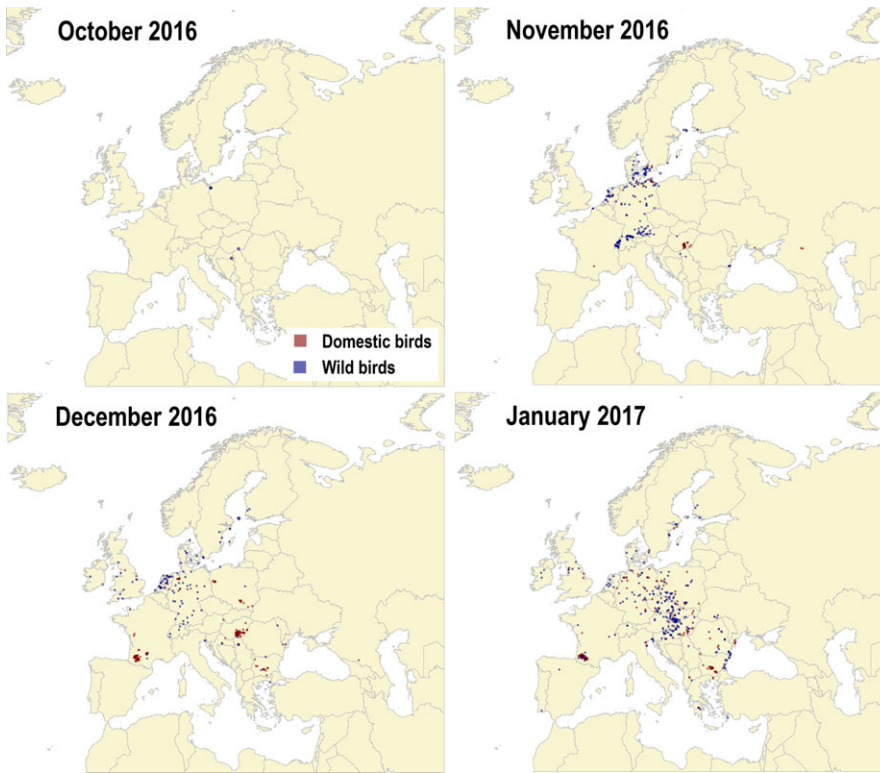 October 2016
November 2016
Domestic birds
Wild birds
December 2016
January 2017